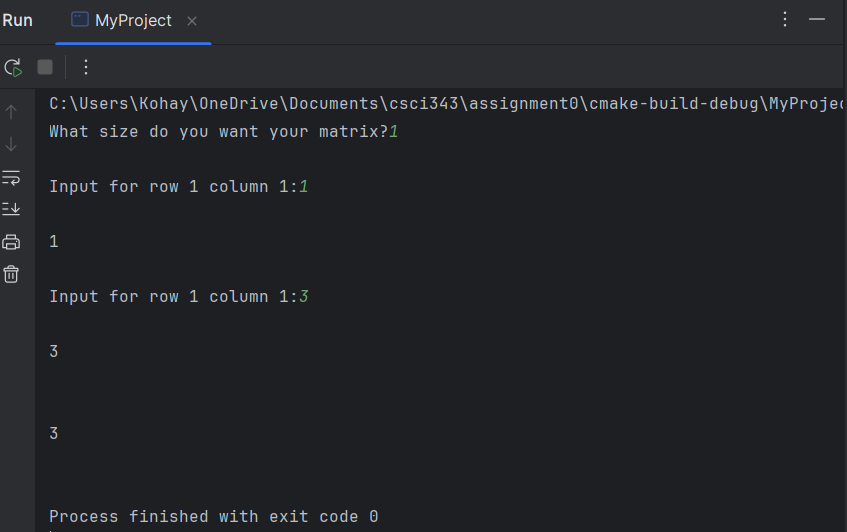 Run MyProject
C:\Users\Kohay\OneDrive\Documents\csci343\assignment0\cmake-build-debug\MyProjec
What size do you want your matrix?1
Input for row 1 column 1:1
1
Input for row 1 column 1:3
3
3
Process finished with exit code 0